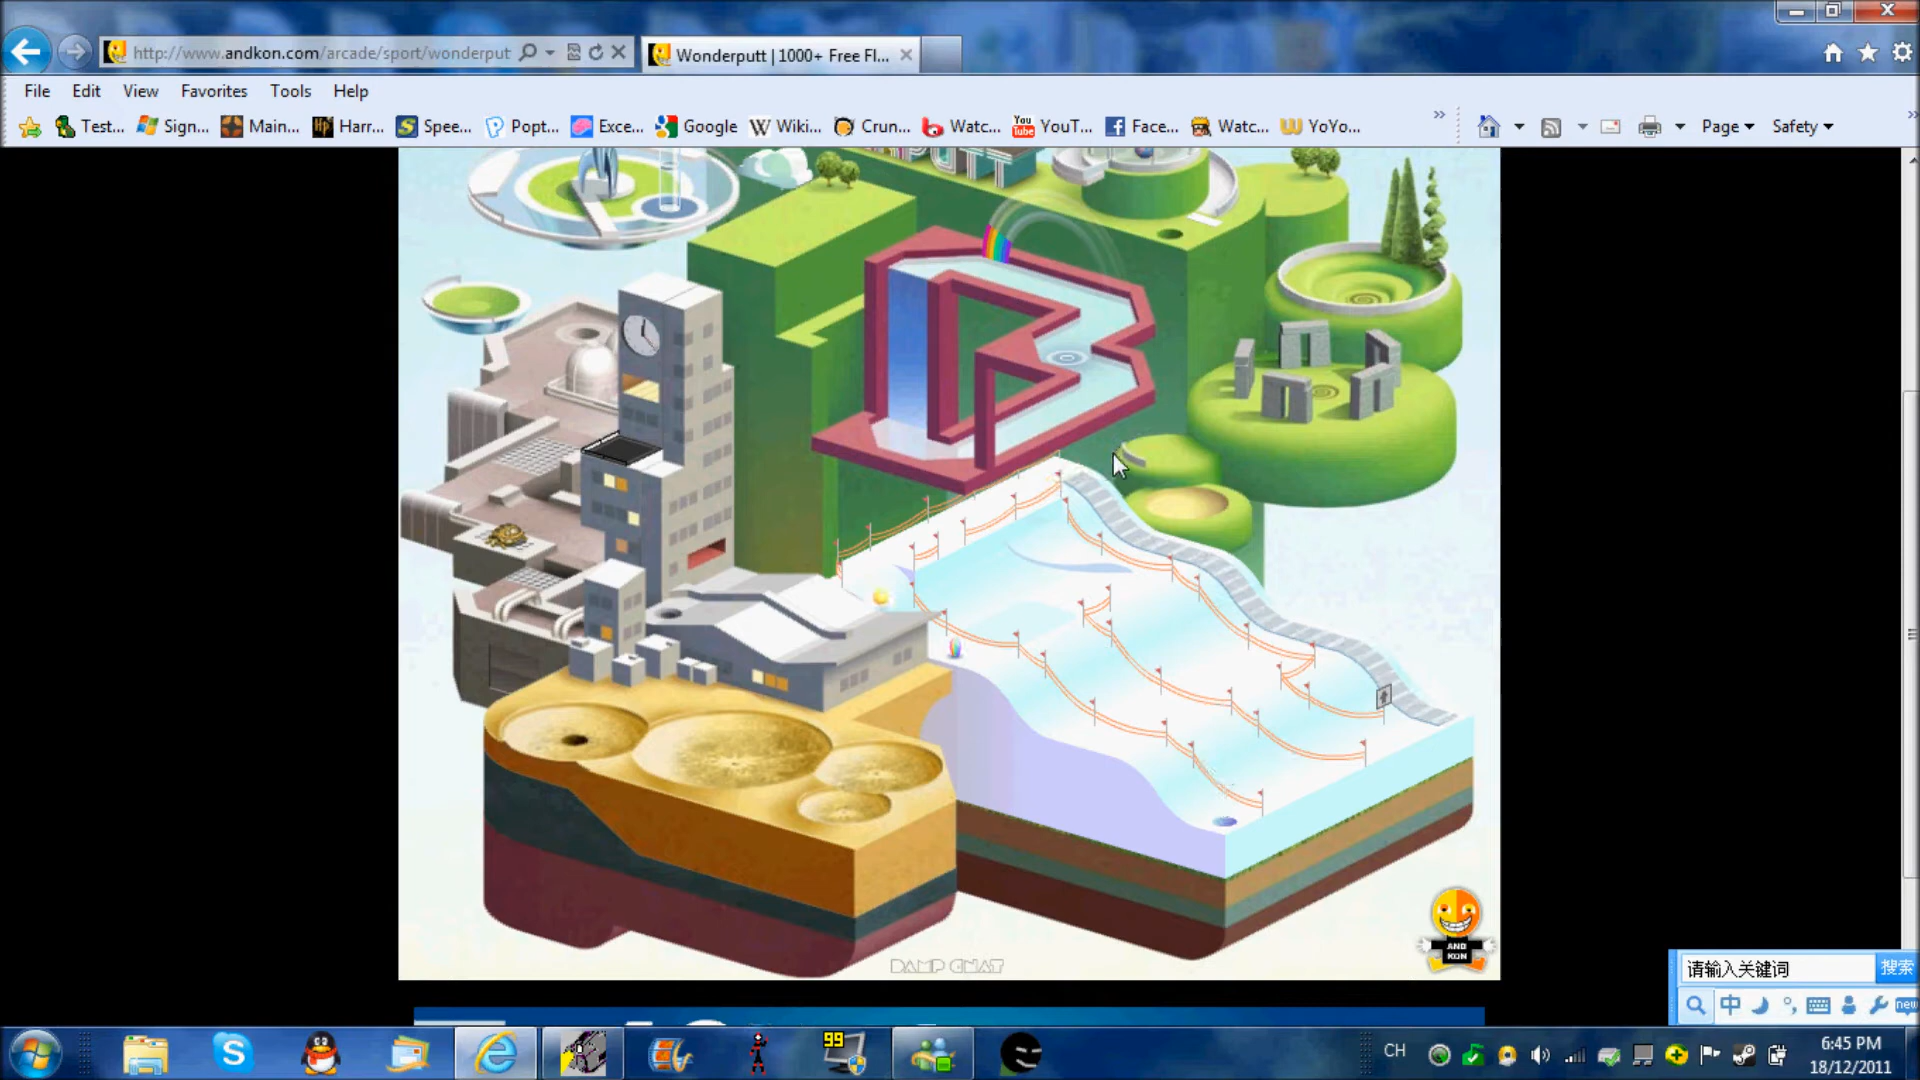 http://www.andkon.com/arcade/sport/wonderput
Wonderputt | 1000+ Free Fl...
File Edit View Favorites Tools Help
Test... Sign... Main... Harr... Spee... Popt... Exce... Google Wiki... Crun... Watc... YouT... Face... Watc... YoYo... Page Safety
DAMP GNAT
AND
KON
请输入关键词 搜索
中 new
99
CH
6:45 PM
18/12/2011